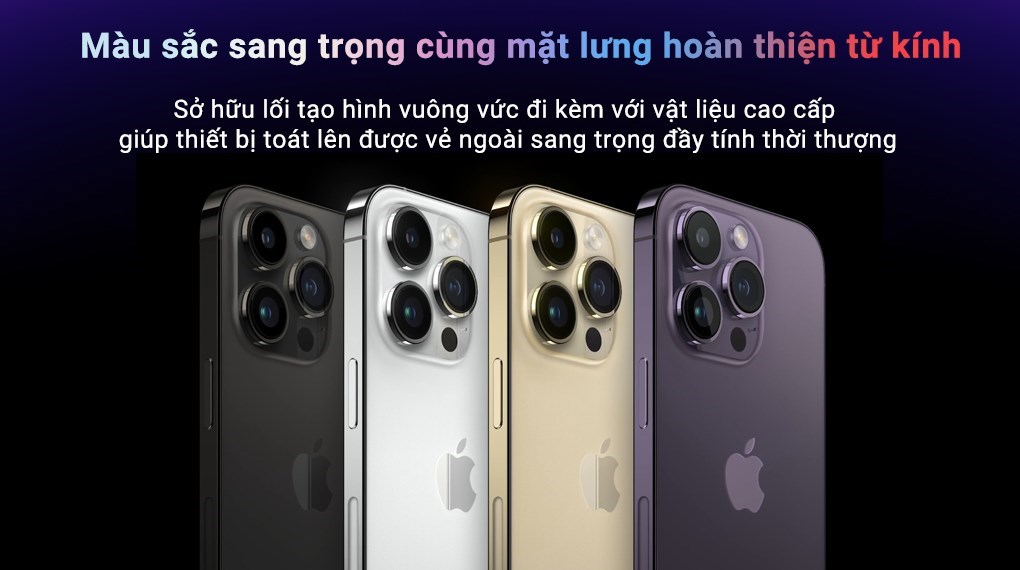 Màu sắc sang trọng cùng mặt lưng hoàn thiện từ kính
Sở hữu lối tạo hình vuông vức đi kèm với vật liệu cao cấp
giúp thiết bị toát lên được vẻ ngoài sang trọng đầy tính thời thượng